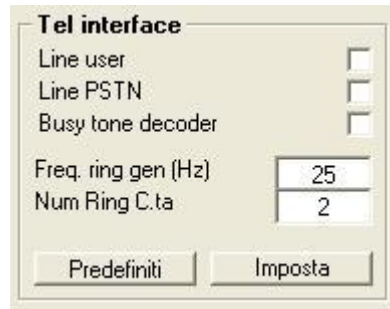 Tel interface
Line user
Line PSTN
Busy tone decoder
Freq. ring gen (Hz) 25
Num Ring C.ta 2
Predefiniti Imposta